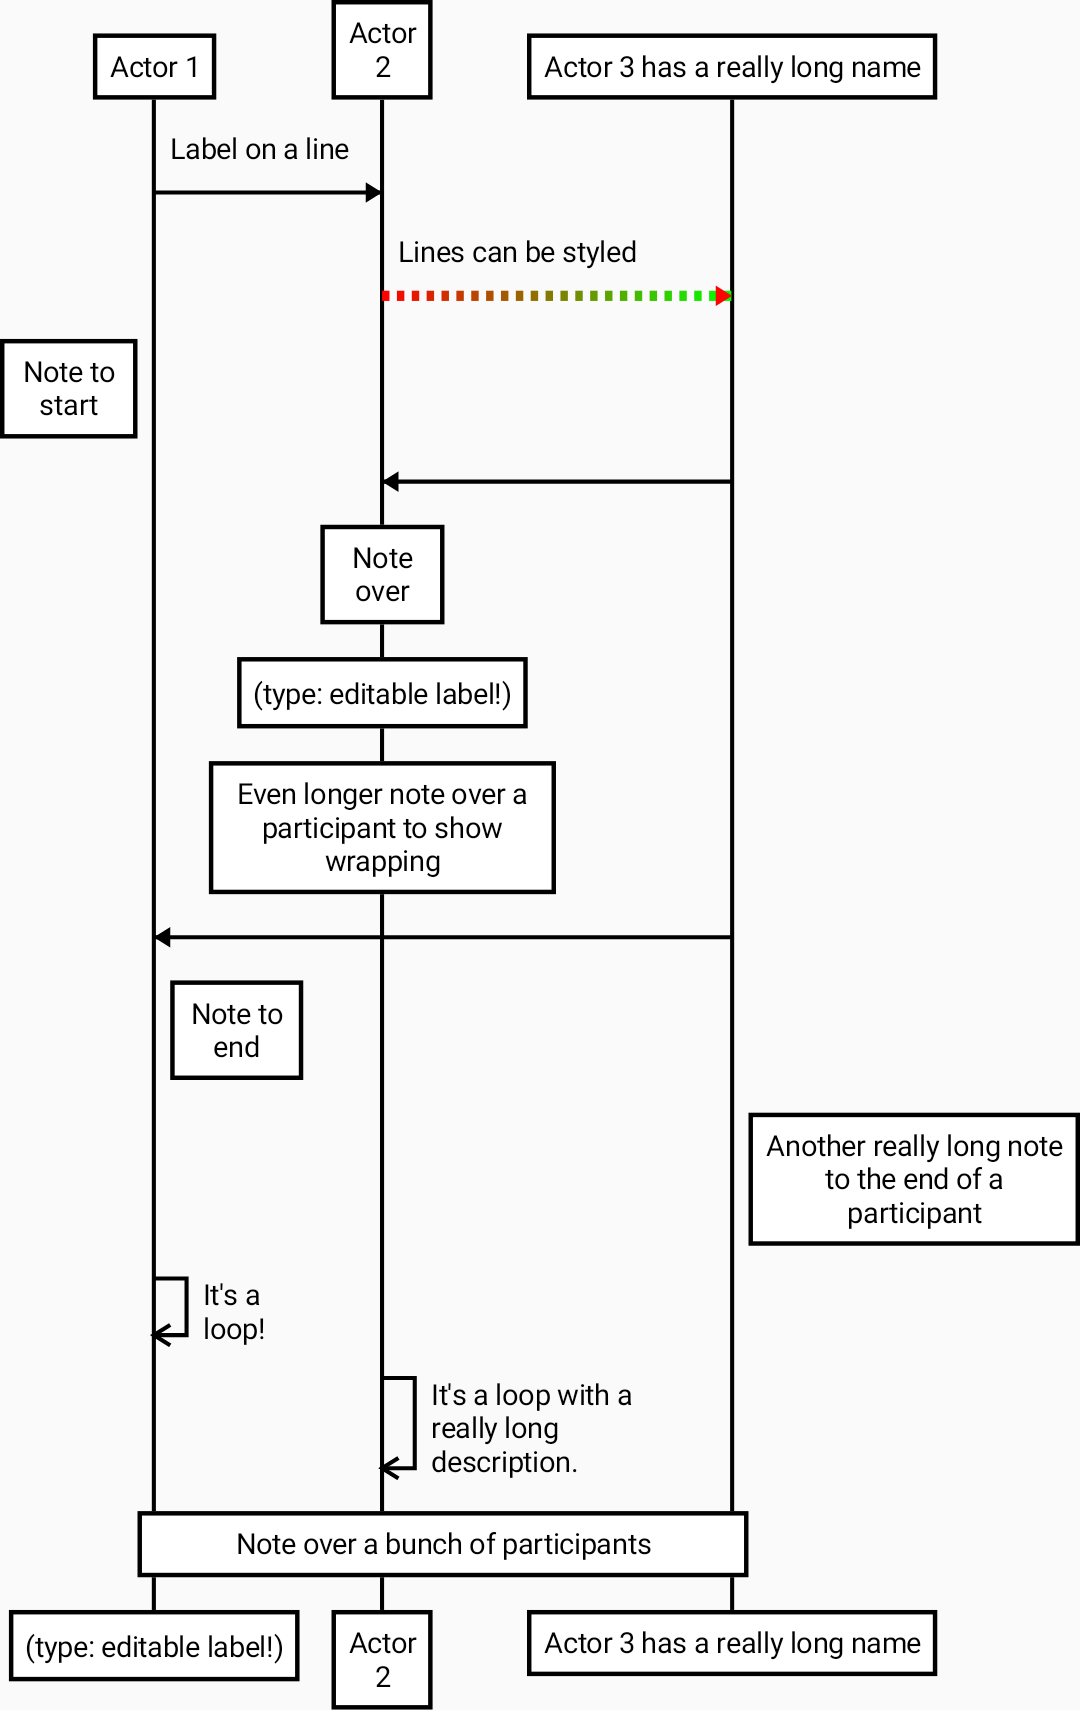 Actor 1
Actor
2
Actor 3 has a really long name
Label on a line
Lines can be styled
Note to
start
Note
over
(type: editable label!)
Even longer note over a
participant to show
wrapping
Note to
end
Another really long note
to the end of a
participant
It's a
loop!
It's a loop with a
really long
description.
Note over a bunch of participants
(type: editable label!)
Actor
2
Actor 3 has a really long name